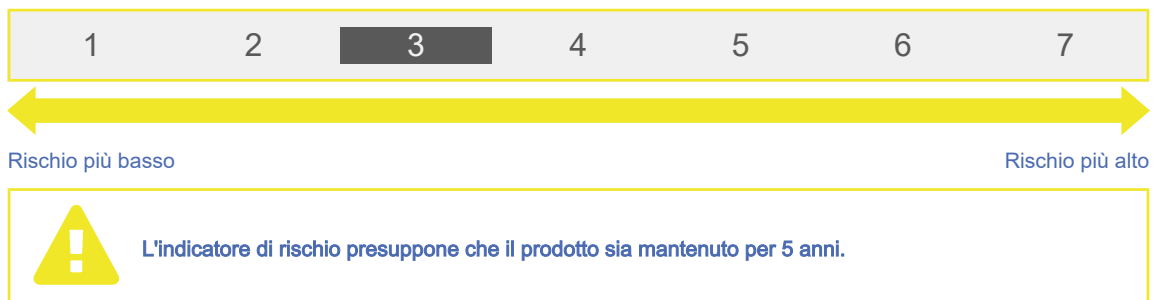 1 2 3 4 5 6 7
Rischio più basso Rischio più alto
L'indicatore di rischio presuppone che il prodotto sia mantenuto per 5 anni.